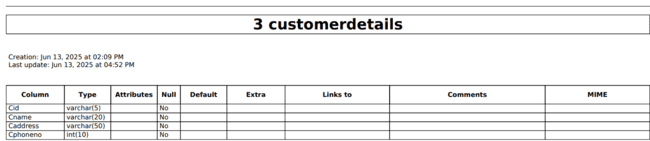 3 customerdetails
Creation: Jun 13, 2025 at 02:09 PM
Last update: Jun 13, 2025 at 04:52 PM
Column Type Attributes Null Default Extra Links to Comments MIME
Cid varchar(5) No
Cname varchar(20) No
Caddress varchar(50) No
Cphoneno int(10) No